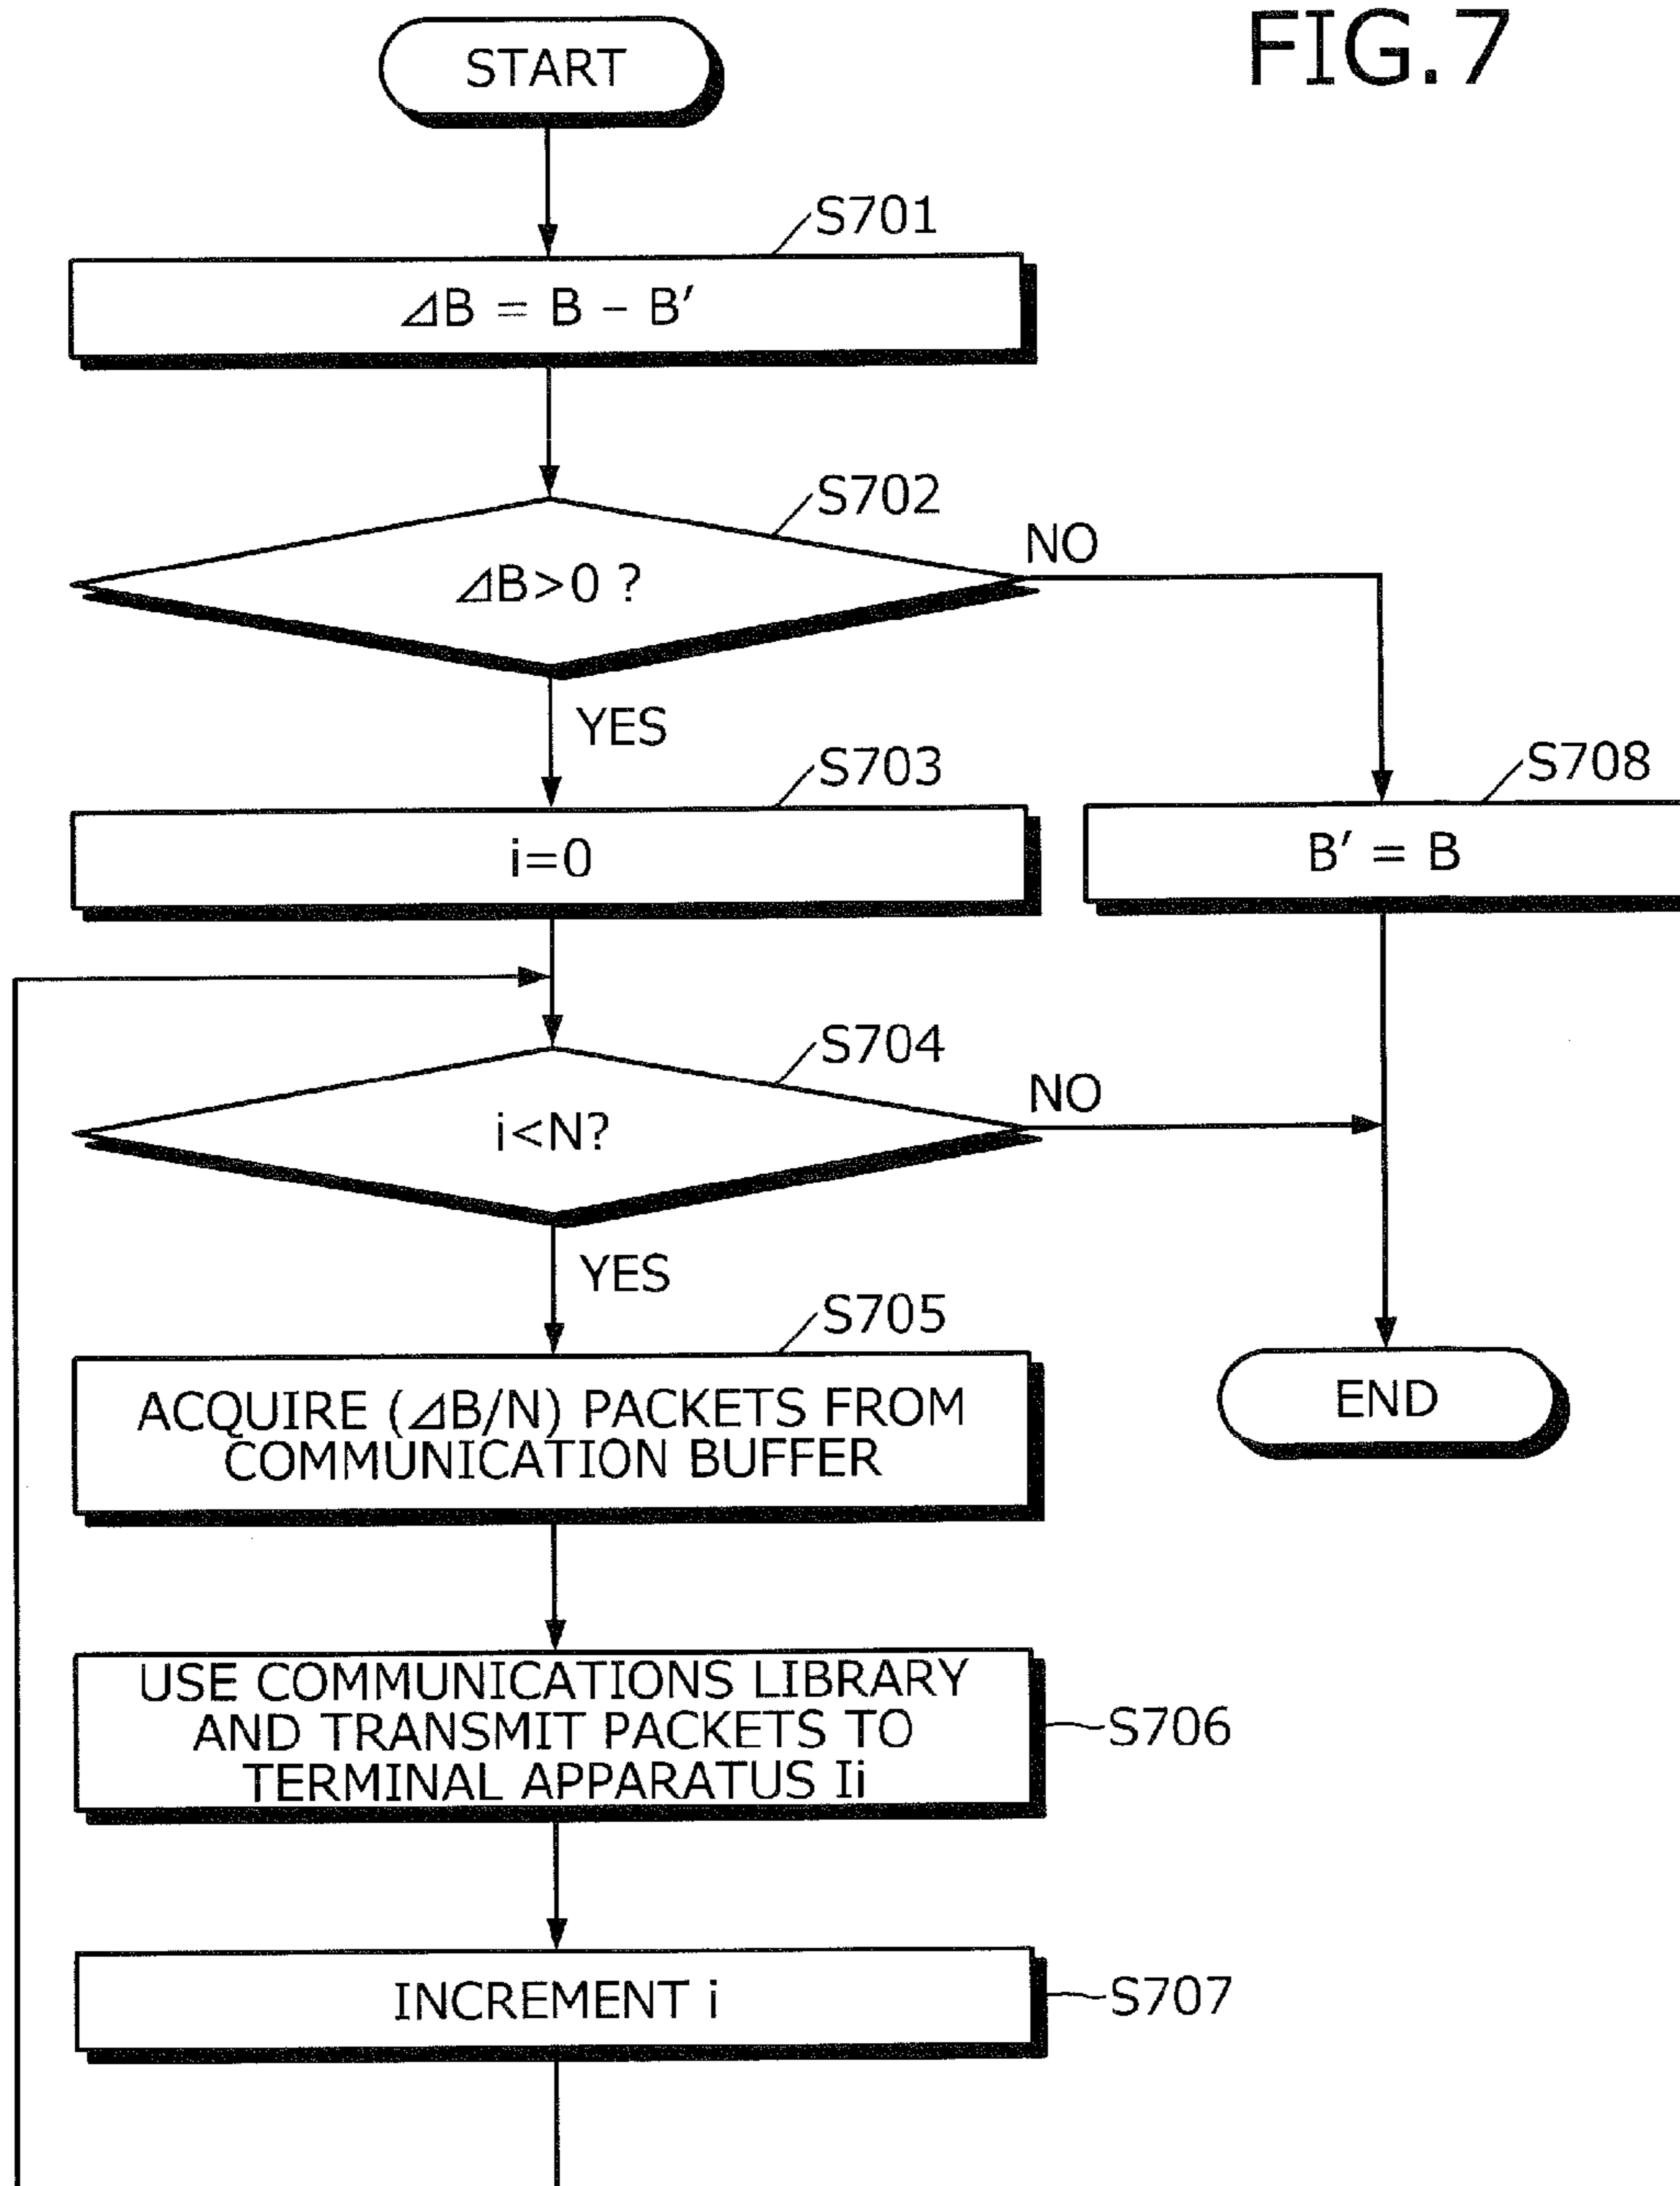 FIG.7
START
S701
⊿B = B – B′
S702
⊿B>0 ?
NO
YES
S703
i=0
S708
B′ = B
S704
i<N?
NO
YES
S705
ACQUIRE (⊿B/N) PACKETS FROM
COMMUNICATION BUFFER
END
USE COMMUNICATIONS LIBRARY
AND TRANSMIT PACKETS TO
TERMINAL APPARATUS Ii
S706
INCREMENT i
S707